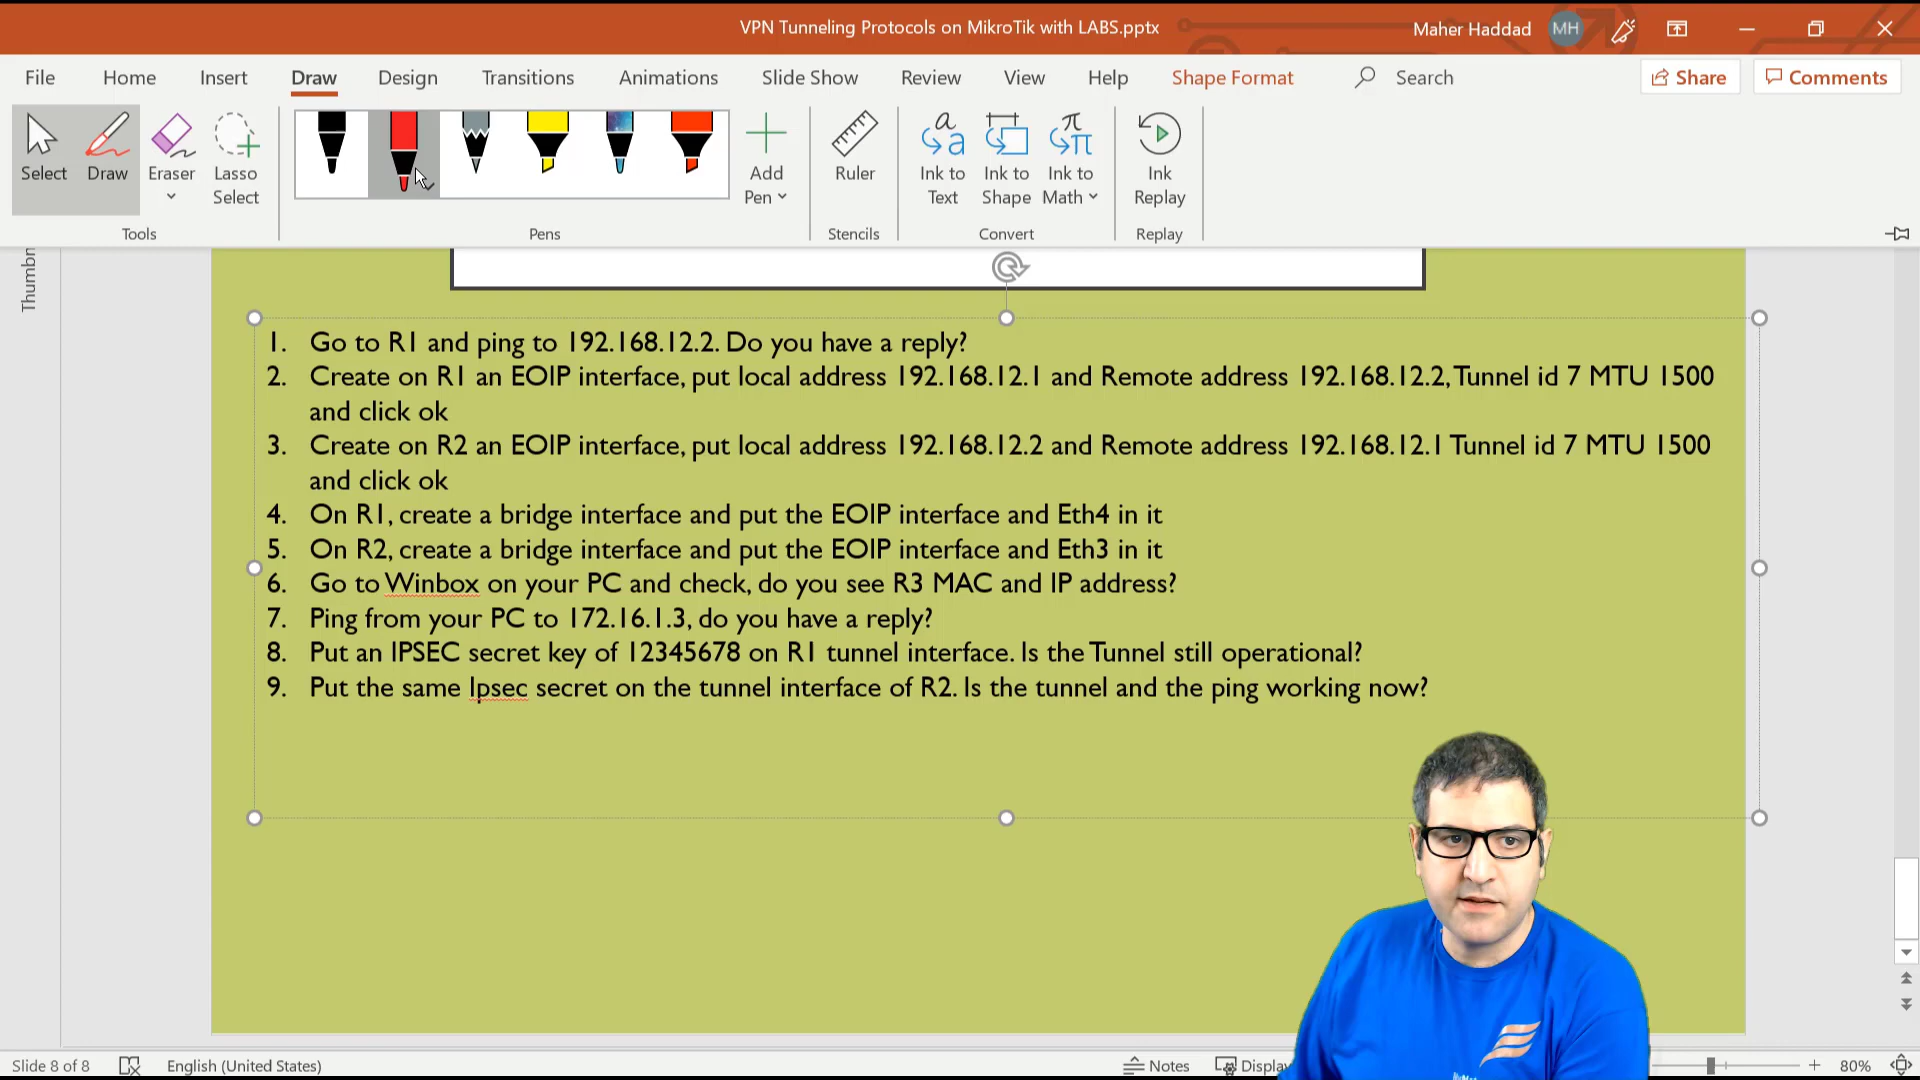 VPN Tunneling Protocols on MikroTik with LABS.pptx
Maher Haddad
MH
File Home Insert Draw Design Transitions Animations Slide Show Review View Help Shape Format Search
Share
Comments
Select
Draw
Eraser
Lasso
Select
Add
Pen
Ruler
Ink to
Text
Ink to
Shape
Ink to
Math
Ink
Replay
Tools
Pens
Stencils
Convert
Replay
Thumbn
1. Go to R1 and ping to 192.168.12.2. Do you have a reply?
2. Create on R1 an EOIP interface, put local address 192.168.12.1 and Remote address 192.168.12.2, Tunnel id 7 MTU 1500
and click ok
3. Create on R2 an EOIP interface, put local address 192.168.12.2 and Remote address 192.168.12.1 Tunnel id 7 MTU 1500
and click ok
4. On R1, create a bridge interface and put the EOIP interface and Eth4 in it
5. On R2, create a bridge interface and put the EOIP interface and Eth3 in it
6. Go to Winbox on your PC and check, do you see R3 MAC and IP address?
7. Ping from your PC to 172.16.1.3, do you have a reply?
8. Put an IPSEC secret key of 12345678 on R1 tunnel interface. Is the Tunnel still operational?
9. Put the same Ipsec secret on the tunnel interface of R2. Is the tunnel and the ping working now?
Slide 8 of 8
English (United States)
Notes
Display
80%